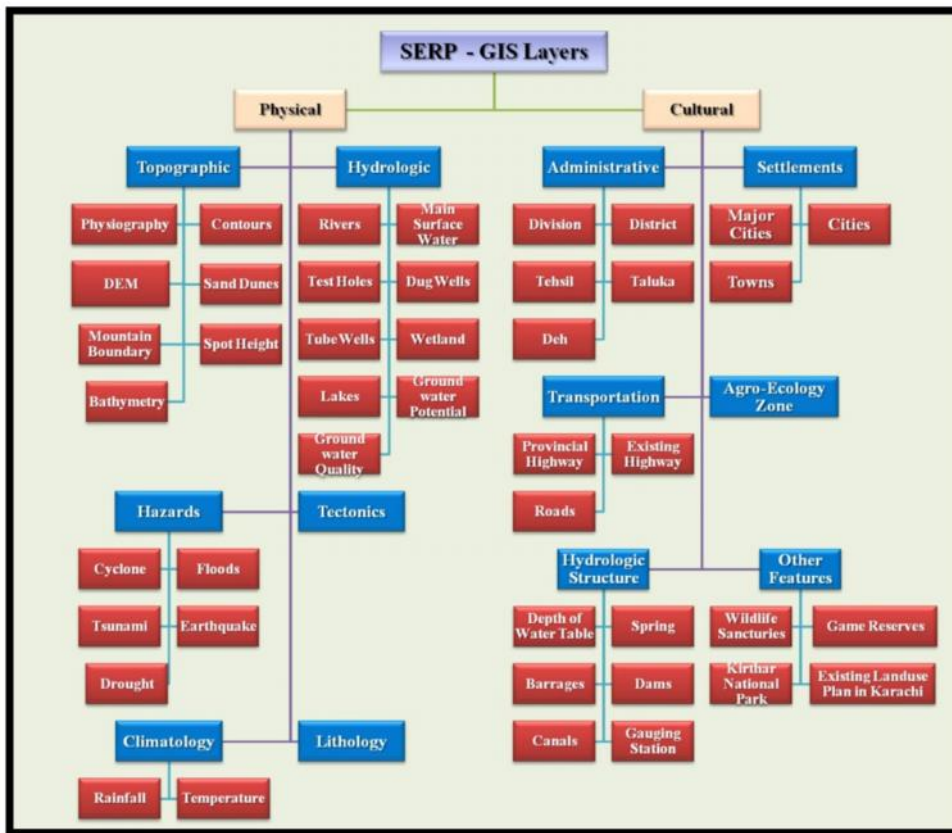 SERP - GIS Layers
Physical
Cultural
Topographic
Hydrologic
Administrative
Settlements
Physiography
Contours
Rivers
Main
Surface
Water
Division
District
Major
Cities
Cities
DEM
Sand Dunes
Test Holes
Dug Wells
Tehsil
Taluka
Towns
Mountain
Boundary
Spot Height
Tube Wells
Wetland
Deh
Bathymetry
Lakes
Ground
water
Potential
Transportation
Agro-Ecology
Zone
Ground
water
Quality
Provincial
Highway
Existing
Highway
Hazards
Tectonics
Roads
Cyclone
Floods
Hydrologic
Structure
Other
Features
Tsunami
Earthquake
Depth of
Water Table
Spring
Wildlife
Sancturies
Game Reserves
Drought
Barrages
Dams
Kirthar
National
Park
Existing Landuse
Plan in Karachi
Climatology
Lithology
Canals
Gauging
Station
Rainfall
Temperature